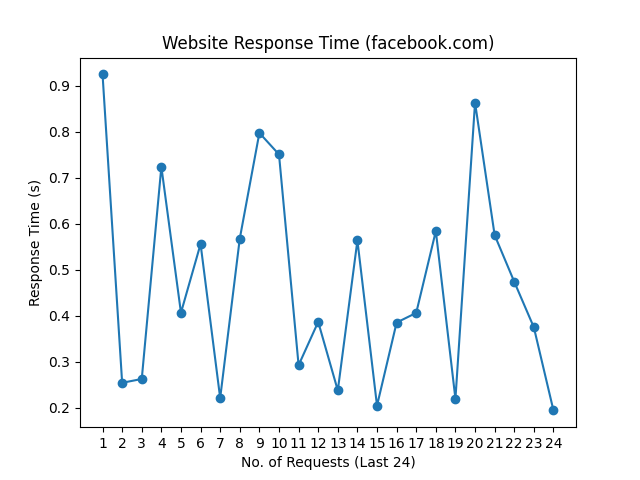 Website Response Time (facebook.com)
0.9
0.8
0.7
0.6
0.5
0.4
0.3
0.2
Response Time (s)
1 2 3 4 5 6 7 8 9 10 11 12 13 14 15 16 17 18 19 20 21 22 23 24
No. of Requests (Last 24)